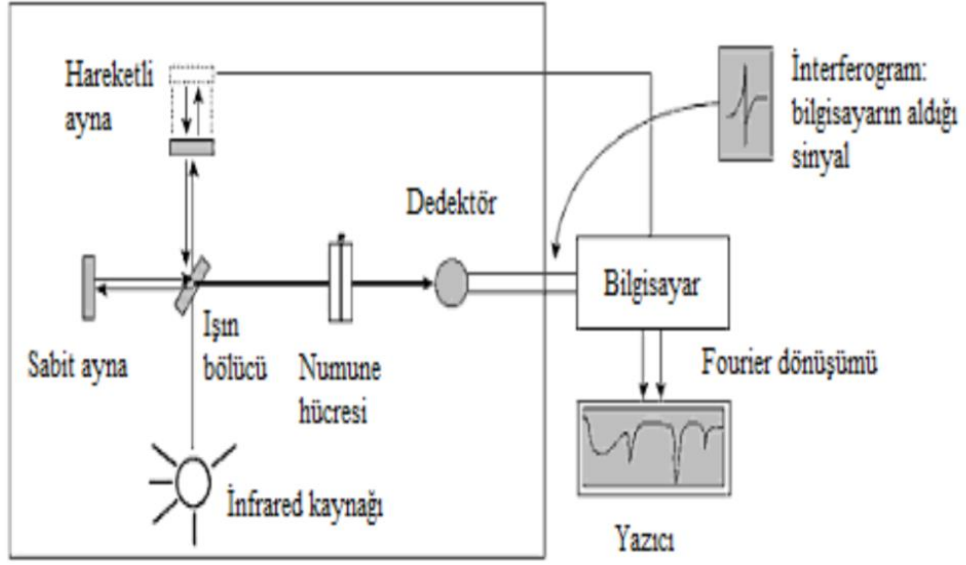 Hareketli
ayna
İnterferogram:
bilgisayarın aldığı
sinyal
Dedektör
Bilgisayar
Sabit ayna
Işın
bölücü
Numune
hücresi
Fourier dönüşümü
İnfrared kaynağı
Yazıcı